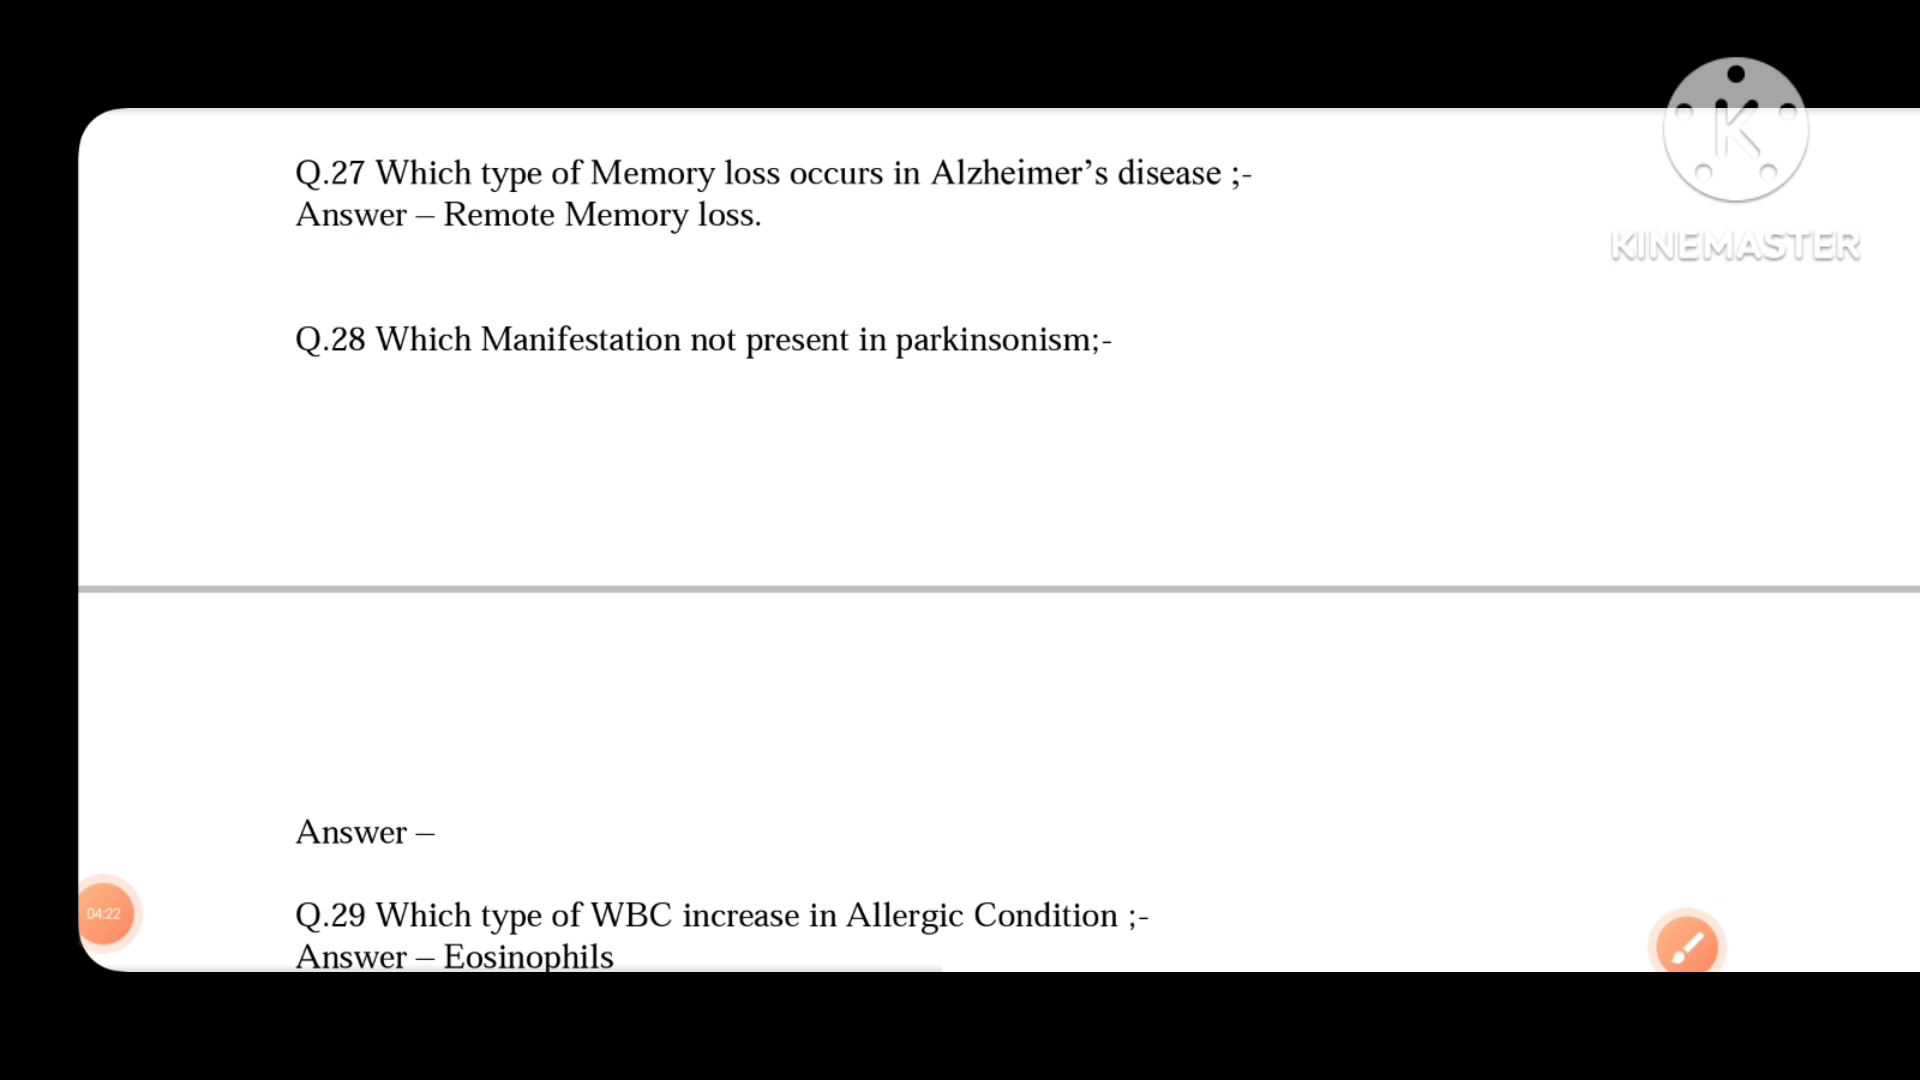 Q.27 Which type of Memory loss occurs in Alzheimer’s disease ;-
Answer – Remote Memory loss.
KINEMASTER
Q.28 Which Manifestation not present in parkinsonism;-
Answer –
04:22
Q.29 Which type of WBC increase in Allergic Condition ;-
Answer – Eosinophils